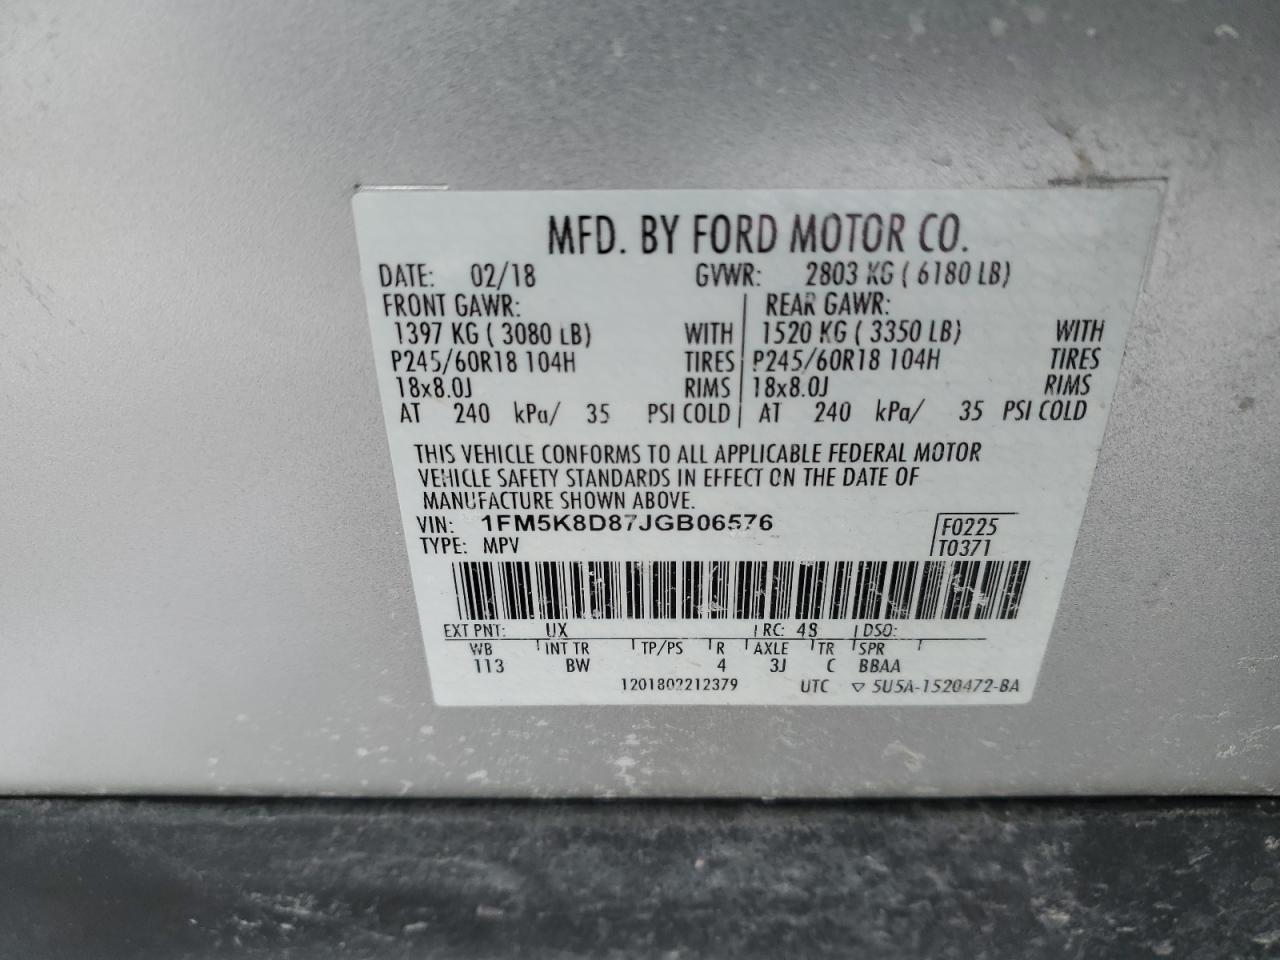 MFD. BY FORD MOTOR CO.
DATE: 02/18 GVWR: 2803 KG ( 6180 LB)
FRONT GAWR: REAR GAWR:
1397 KG ( 3080 LB) WITH 1520 KG ( 3350 LB) WITH
P245/60R18 104H TIRES P245/60R18 104H TIRES
18x8.0J RIMS 18x8.0J RIMS
AT 240 kPa/ 35 PSI COLD AT 240 kPa/ 35 PSI COLD
THIS VEHICLE CONFORMS TO ALL APPLICABLE FEDERAL MOTOR
VEHICLE SAFETY STANDARDS IN EFFECT ON THE DATE OF
MANUFACTURE SHOWN ABOVE.
VIN: 1FM5K8D87JGB06576 F0225
TYPE: MPV T0371
EXT PNT: UX RC: 48 DSO:
WB INT TR TP/PS R AXLE TR SPR
113 BW 4 3J C BBAA
1201802212379 UTC ▽ 5U5A-1520472-BA